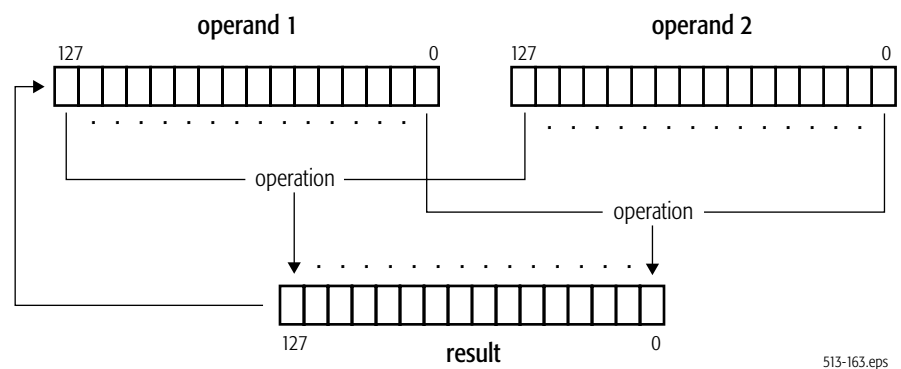 operand 1 operand 2
127 0 127 0
operation
operation
127 0
result
513-163.eps